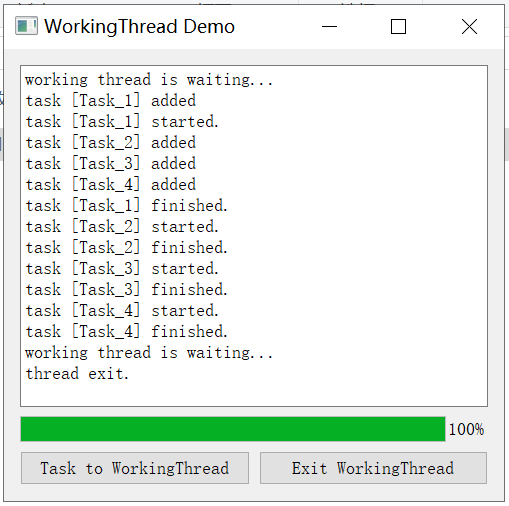 WorkingThread Demo
working thread is waiting...
task [Task_1] added
task [Task_1] started.
task [Task_2] added
task [Task_3] added
task [Task_4] added
task [Task_1] finished.
task [Task_2] started.
task [Task_2] finished.
task [Task_3] started.
task [Task_3] finished.
task [Task_4] started.
task [Task_4] finished.
working thread is waiting...
thread exit.
100%
Task to WorkingThread
Exit WorkingThread